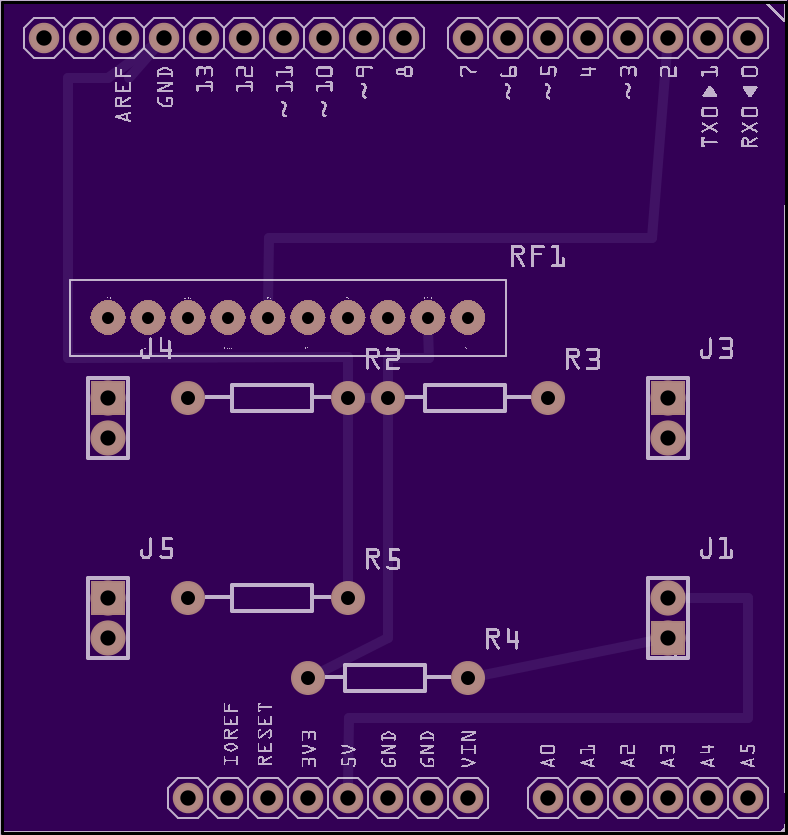 AREF
GND
13
12
~11
~10
~9
8
7
~6
~5
4
~3
2
TXO ▶ 1
RXO ◀ 0
RF1
J4
R2
R3
J3
J5
R5
J1
R4
IOREF
RESET
3V3
5V
GND
GND
VIN
A0
A1
A2
A3
A4
A5